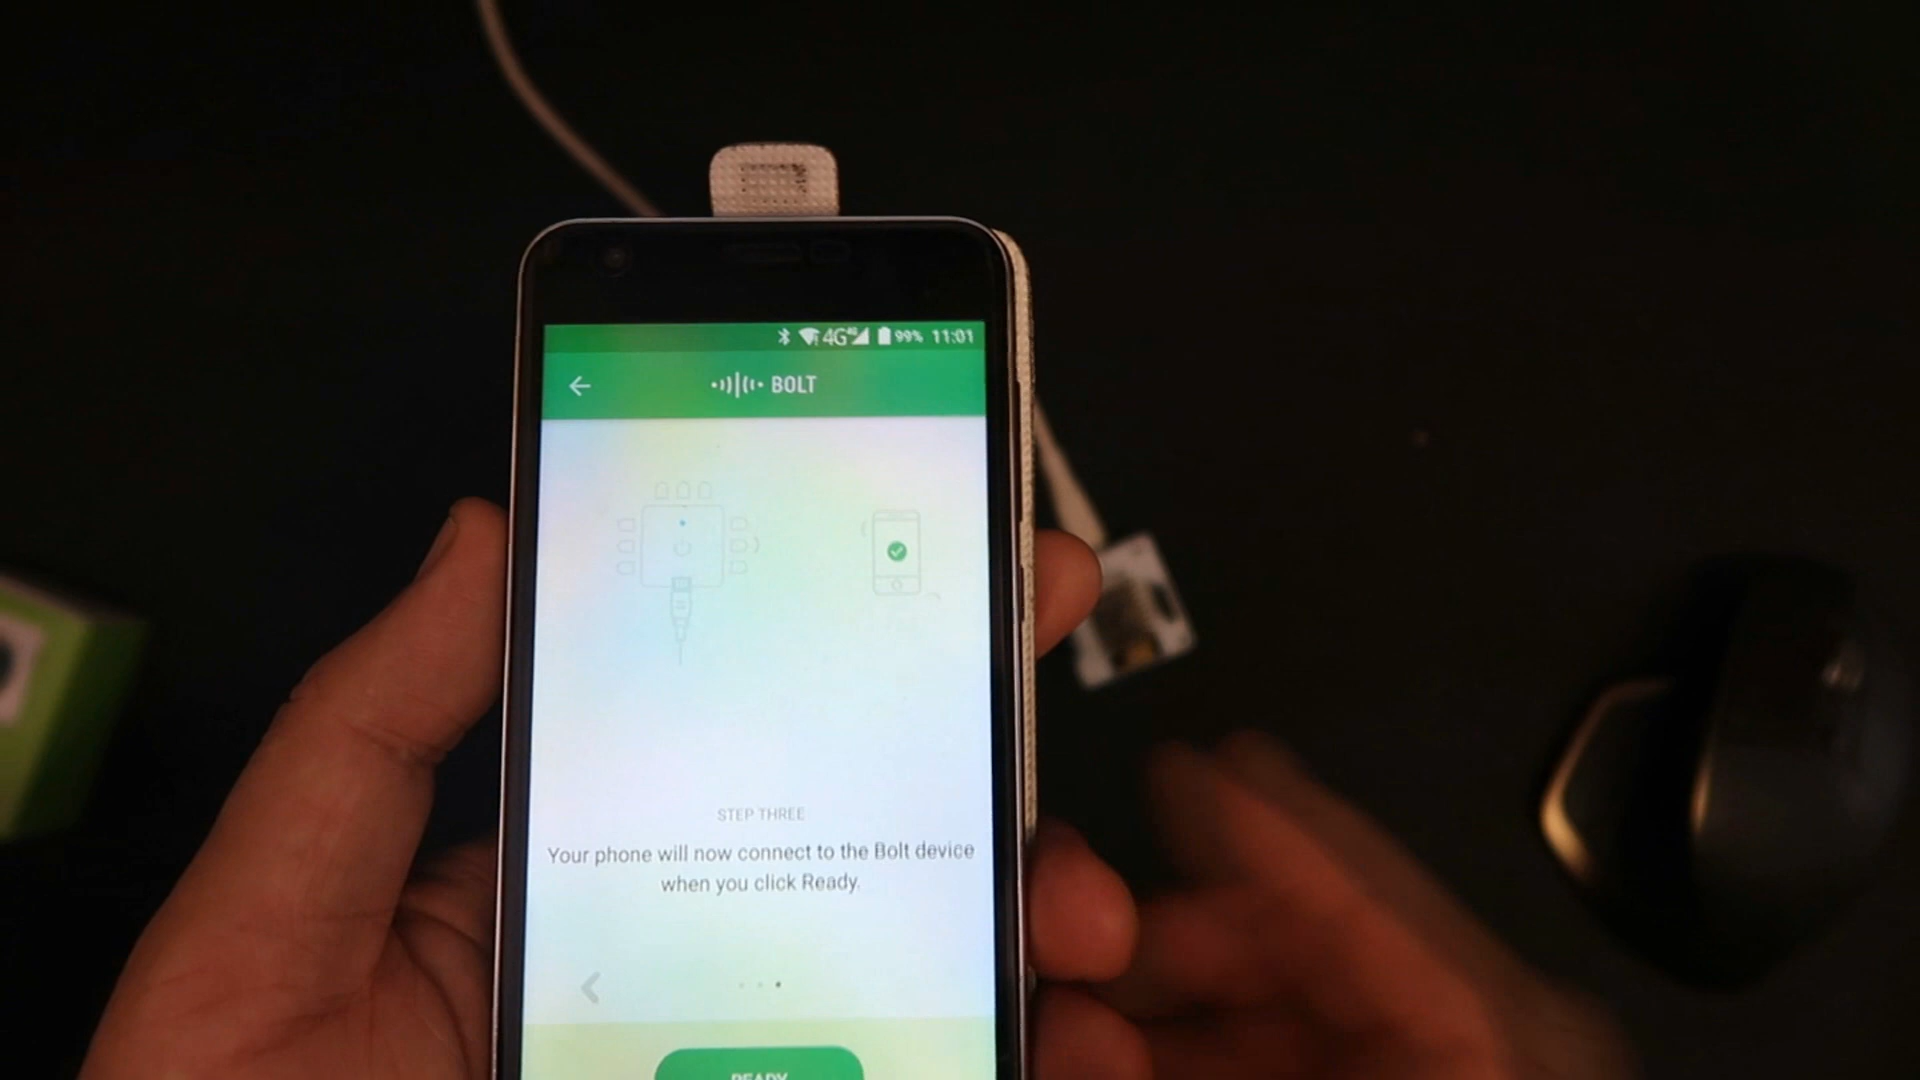 4G 99% 11:01
BOLT
STEP THREE
Your phone will now connect to the Bolt device
when you click Ready.
READY